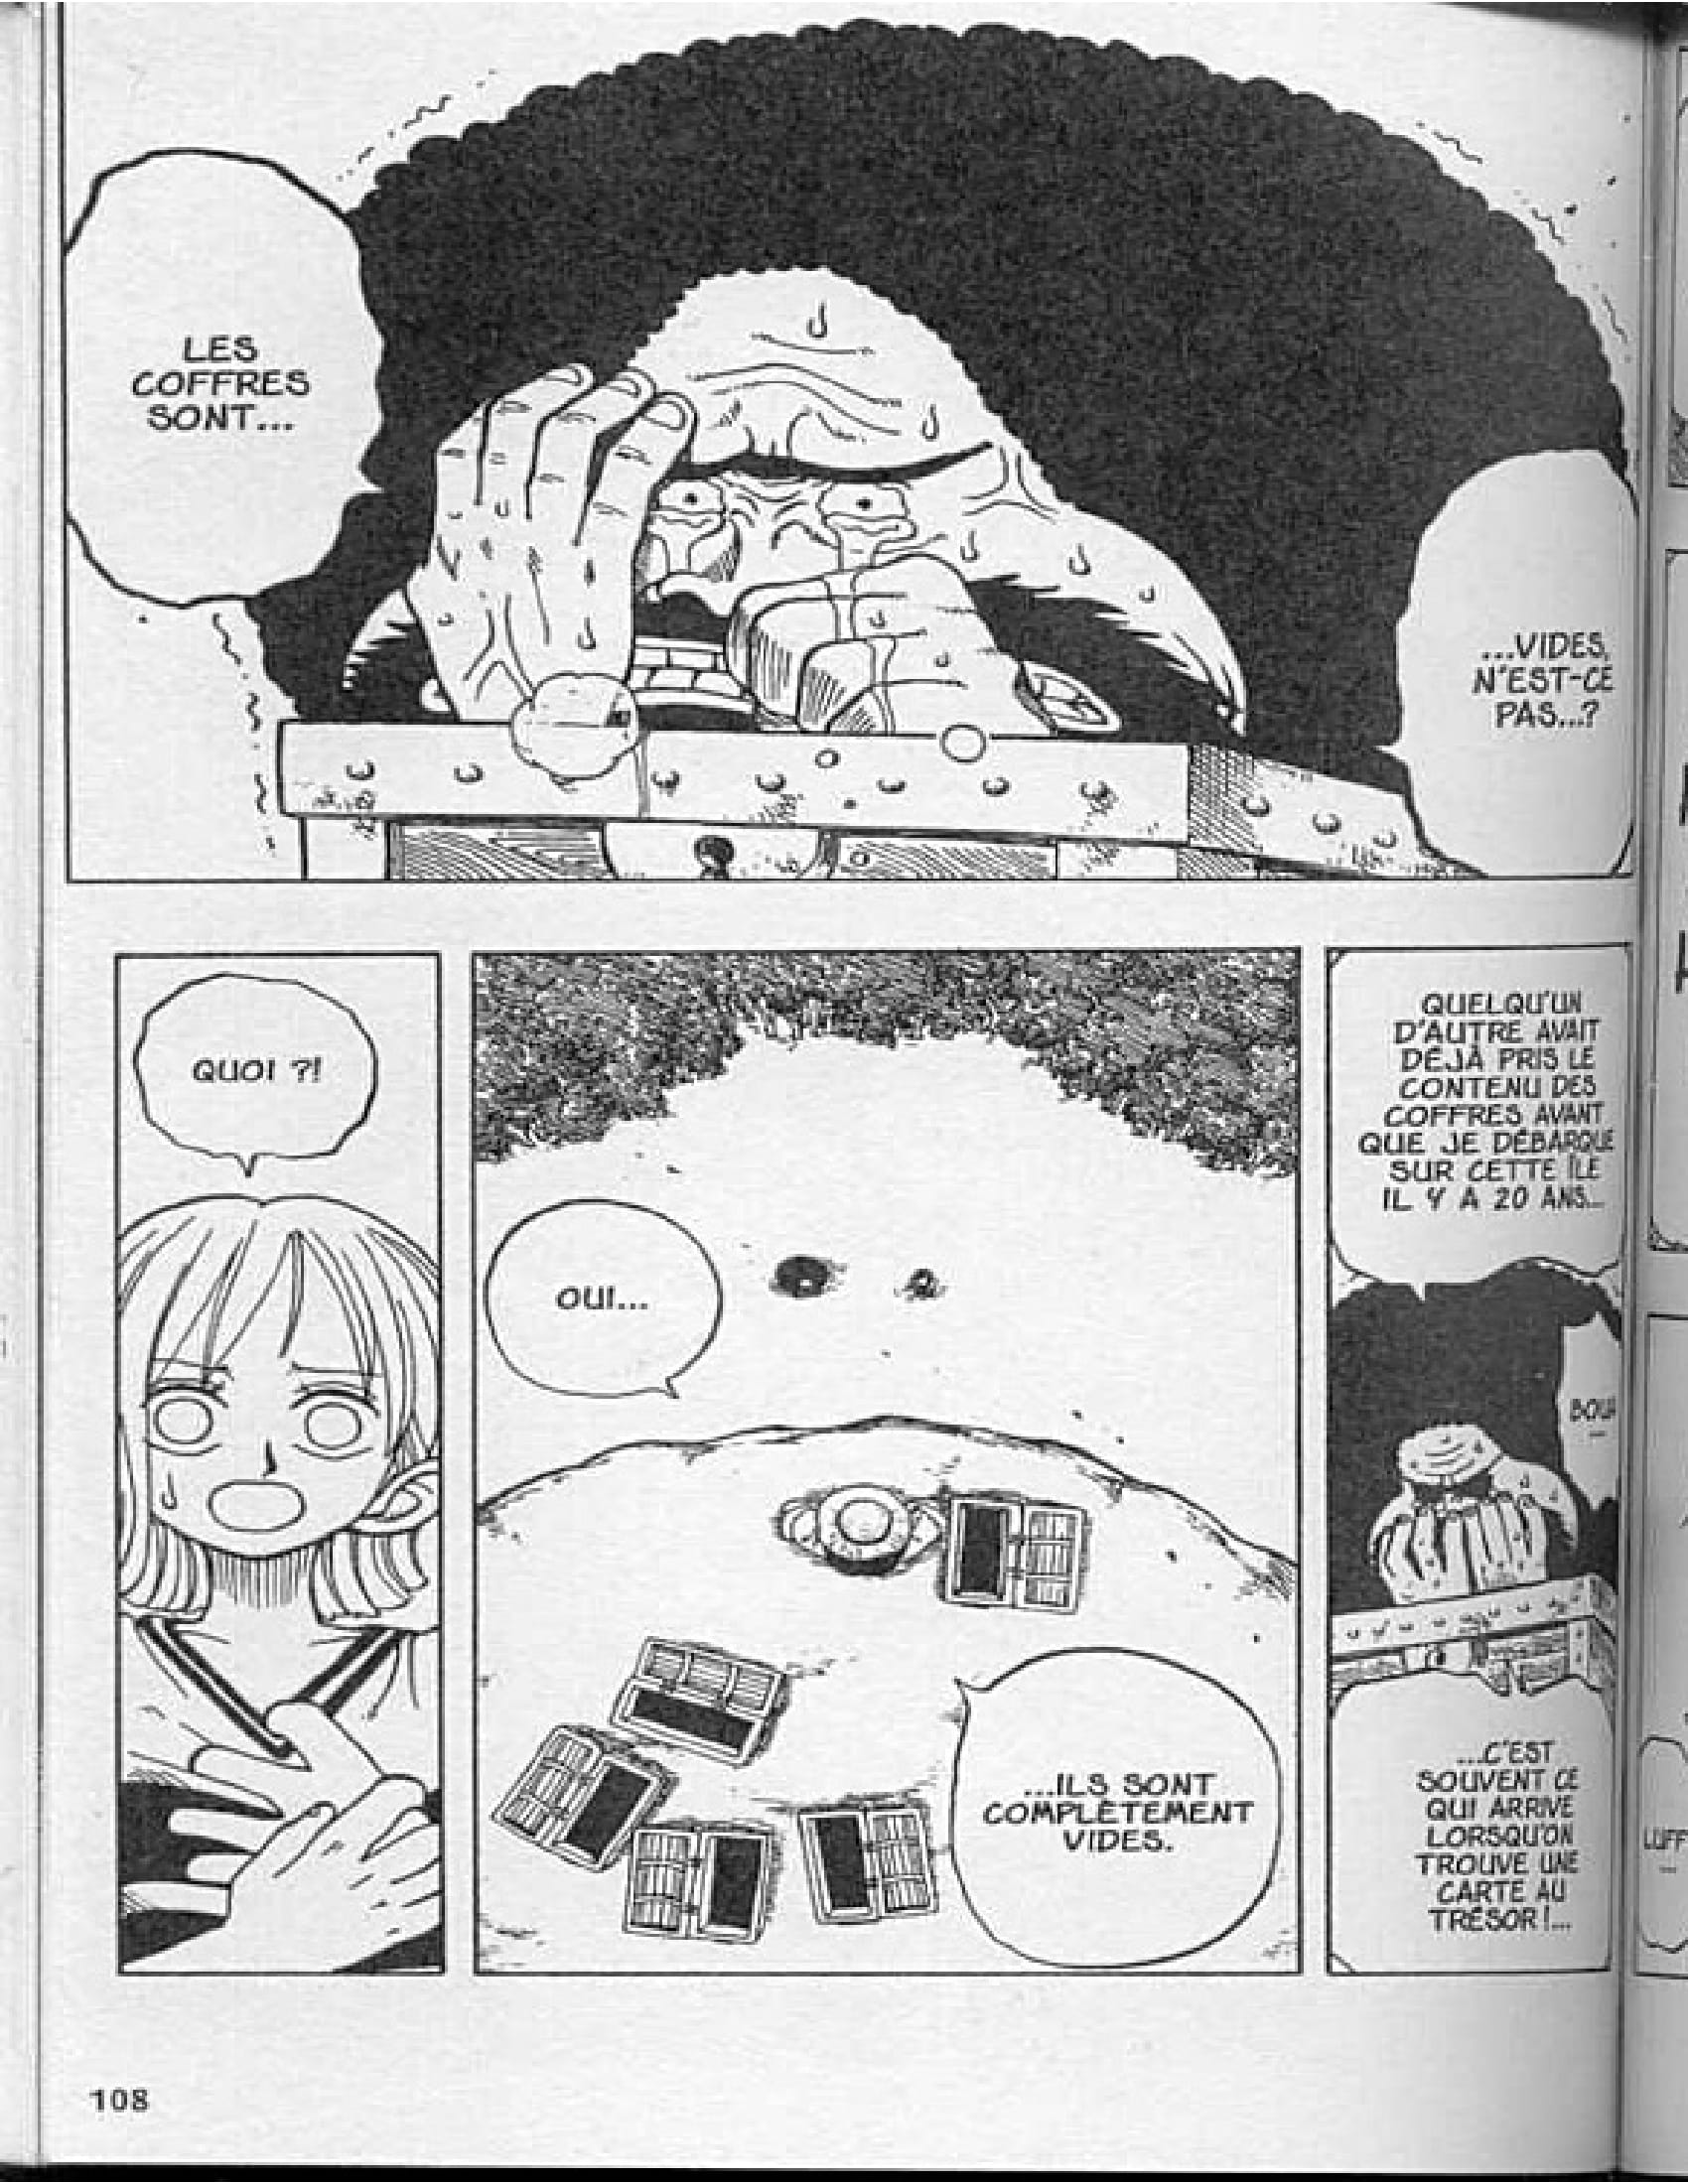 LES
COFFRES
SONT...
...VIDES,
N'EST-CE
PAS...?
QUOI ?!
OUI...
...ILS SONT
COMPLÈTEMENT
VIDES.
QUELQU'UN
D'AUTRE AVAIT
DÉJÀ PRIS LE
CONTENU DES
COFFRES AVANT
QUE JE DÉBARQUE
SUR CETTE ÎLE
IL Y A 20 ANS...
...C'EST
SOUVENT CE
QUI ARRIVE
LORSQU'ON
TROUVE UNE
CARTE AU
TRÉSOR !...
108